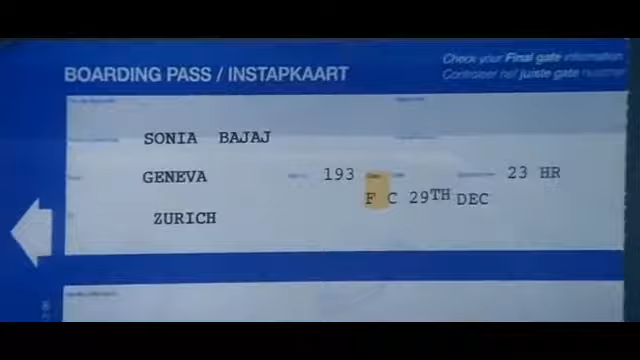 Check your Final gate information
BOARDING PASS / INSTAPKAART
Controleer het juiste gate nummer
SONIA BAJAJ
GENEVA 193 23 HR
F C 29TH DEC
ZURICH